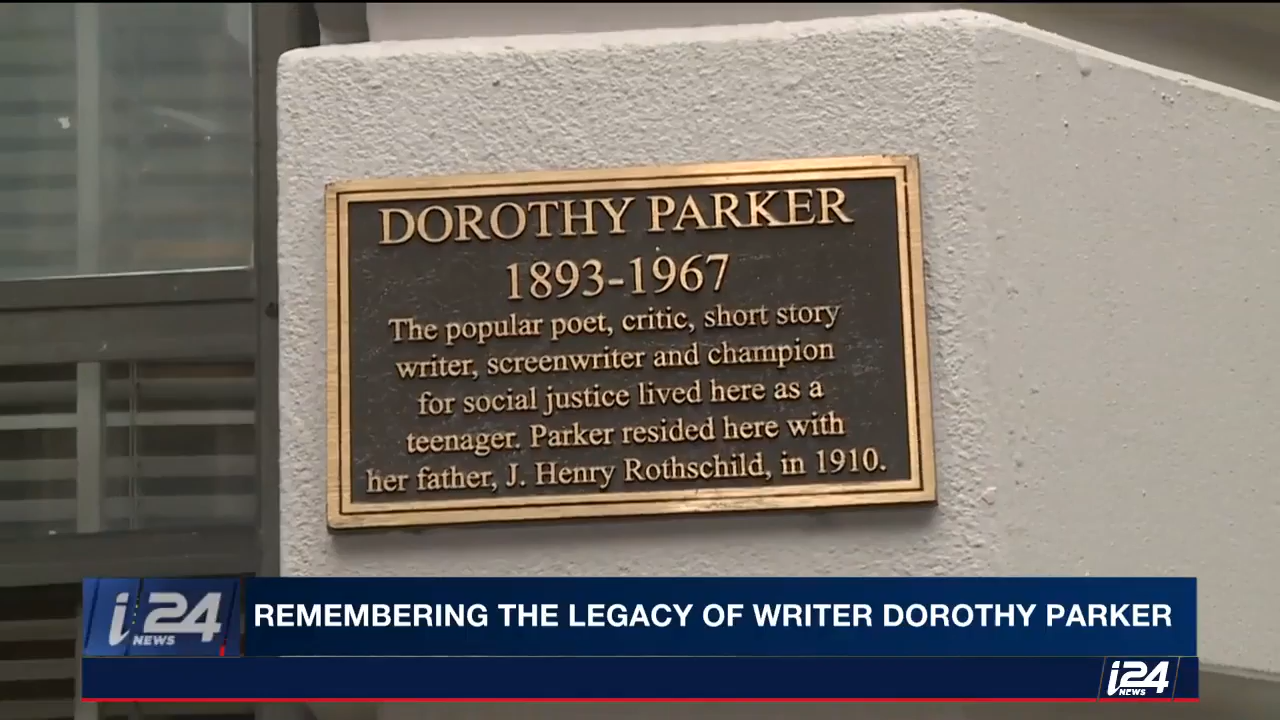 DOROTHY PARKER
1893-1967
The popular poet, critic, short story
writer, screenwriter and champion
for social justice lived here as a
teenager. Parker resided here with
her father, J. Henry Rothschild, in 1910.
i24
NEWS
REMEMBERING THE LEGACY OF WRITER DOROTHY PARKER
i24
NEWS